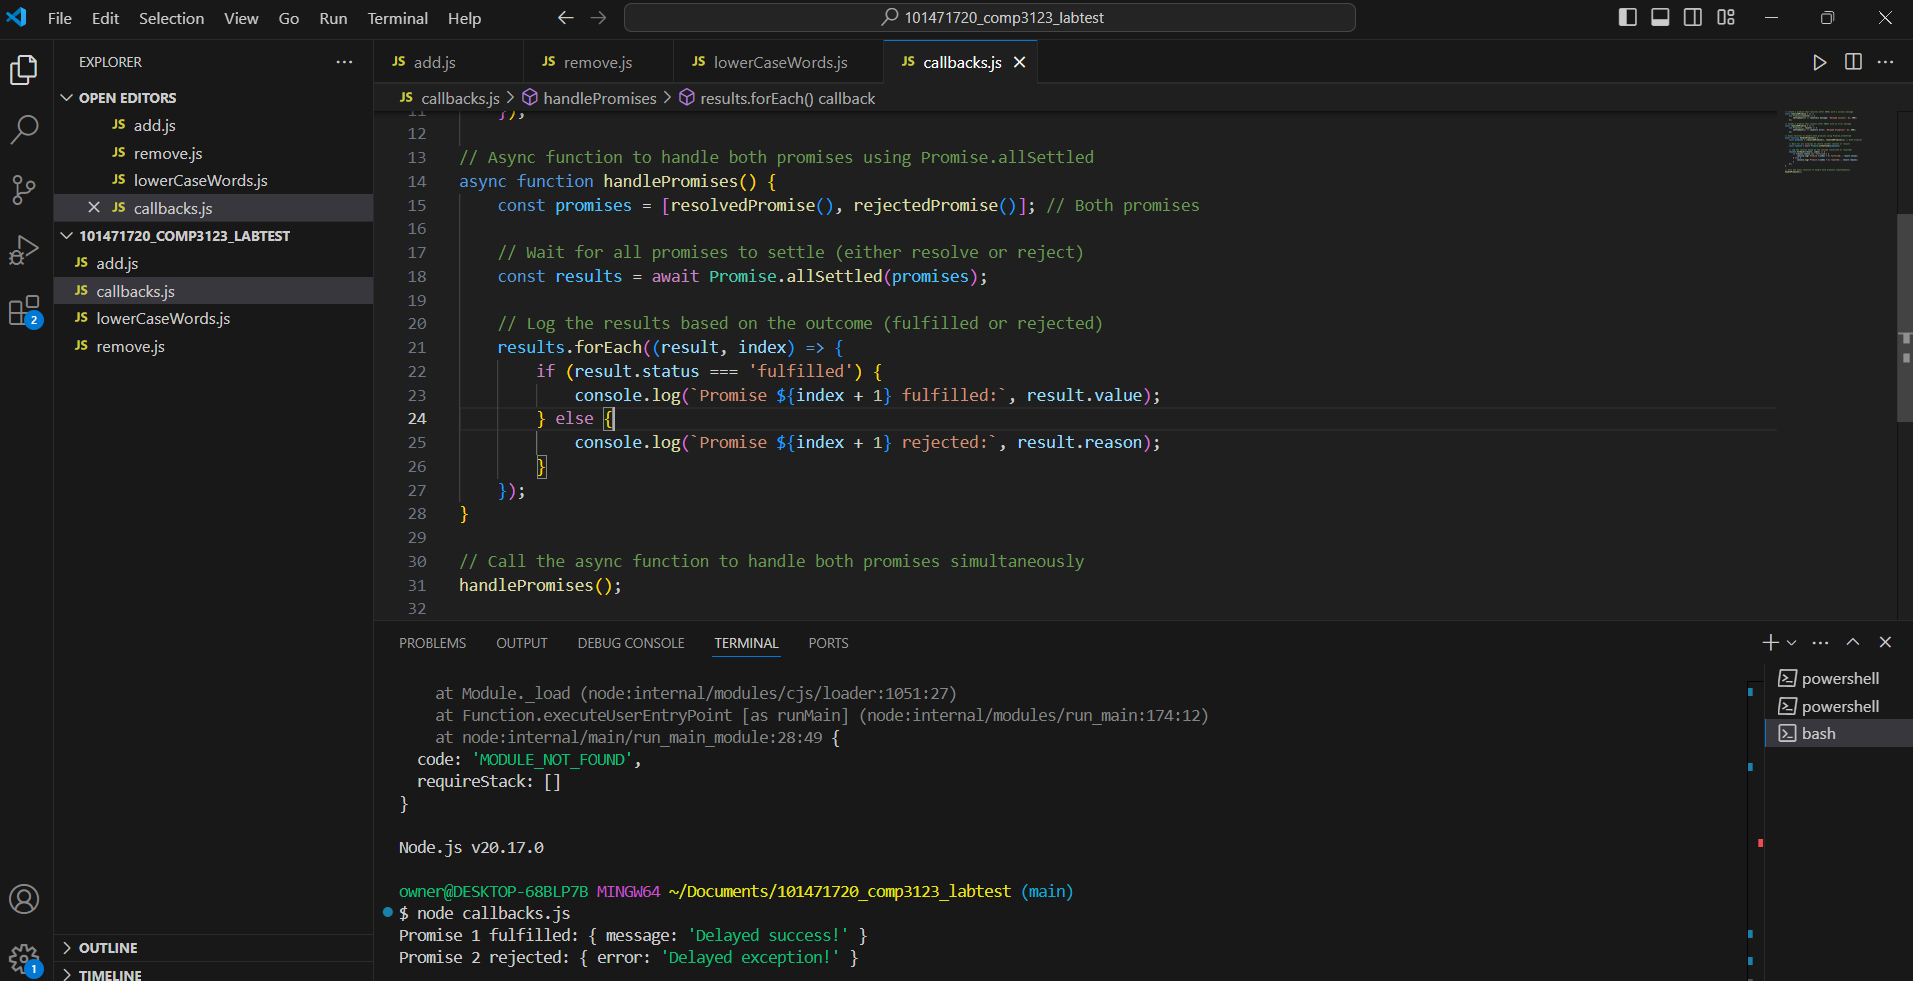 File Edit Selection View Go Run Terminal Help
101471720_comp3123_labtest
EXPLORER
OPEN EDITORS
JS add.js
JS remove.js
JS lowerCaseWords.js
JS callbacks.js
101471720_COMP3123_LABTEST
JS add.js
JS callbacks.js
JS lowerCaseWords.js
JS remove.js
OUTLINE
TIMELINE
2
1
JS add.js JS remove.js JS lowerCaseWords.js JS callbacks.js
JS callbacks.js > handlePromises > results.forEach() callback
11 });
12
13 // Async function to handle both promises using Promise.allSettled
14 async function handlePromises() {
15 const promises = [resolvedPromise(), rejectedPromise()]; // Both promises
16
17 // Wait for all promises to settle (either resolve or reject)
18 const results = await Promise.allSettled(promises);
19
20 // Log the results based on the outcome (fulfilled or rejected)
21 results.forEach((result, index) => {
22 if (result.status === 'fulfilled') {
23 console.log(`Promise ${index + 1} fulfilled:`, result.value);
24 } else {
25 console.log(`Promise ${index + 1} rejected:`, result.reason);
26 }
27 });
28 }
29
30 // Call the async function to handle both promises simultaneously
31 handlePromises();
32
PROBLEMS OUTPUT DEBUG CONSOLE TERMINAL PORTS
at Module._load (node:internal/modules/cjs/loader:1051:27)
at Function.executeUserEntryPoint [as runMain] (node:internal/modules/run_main:174:12)
at node:internal/main/run_main_module:28:49 {
code: 'MODULE_NOT_FOUND',
requireStack: []
}
Node.js v20.17.0
owner@DESKTOP-68BLP7B MINGW64 ~/Documents/101471720_comp3123_labtest (main)
$ node callbacks.js
Promise 1 fulfilled: { message: 'Delayed success!' }
Promise 2 rejected: { error: 'Delayed exception!' }
powershell
powershell
bash